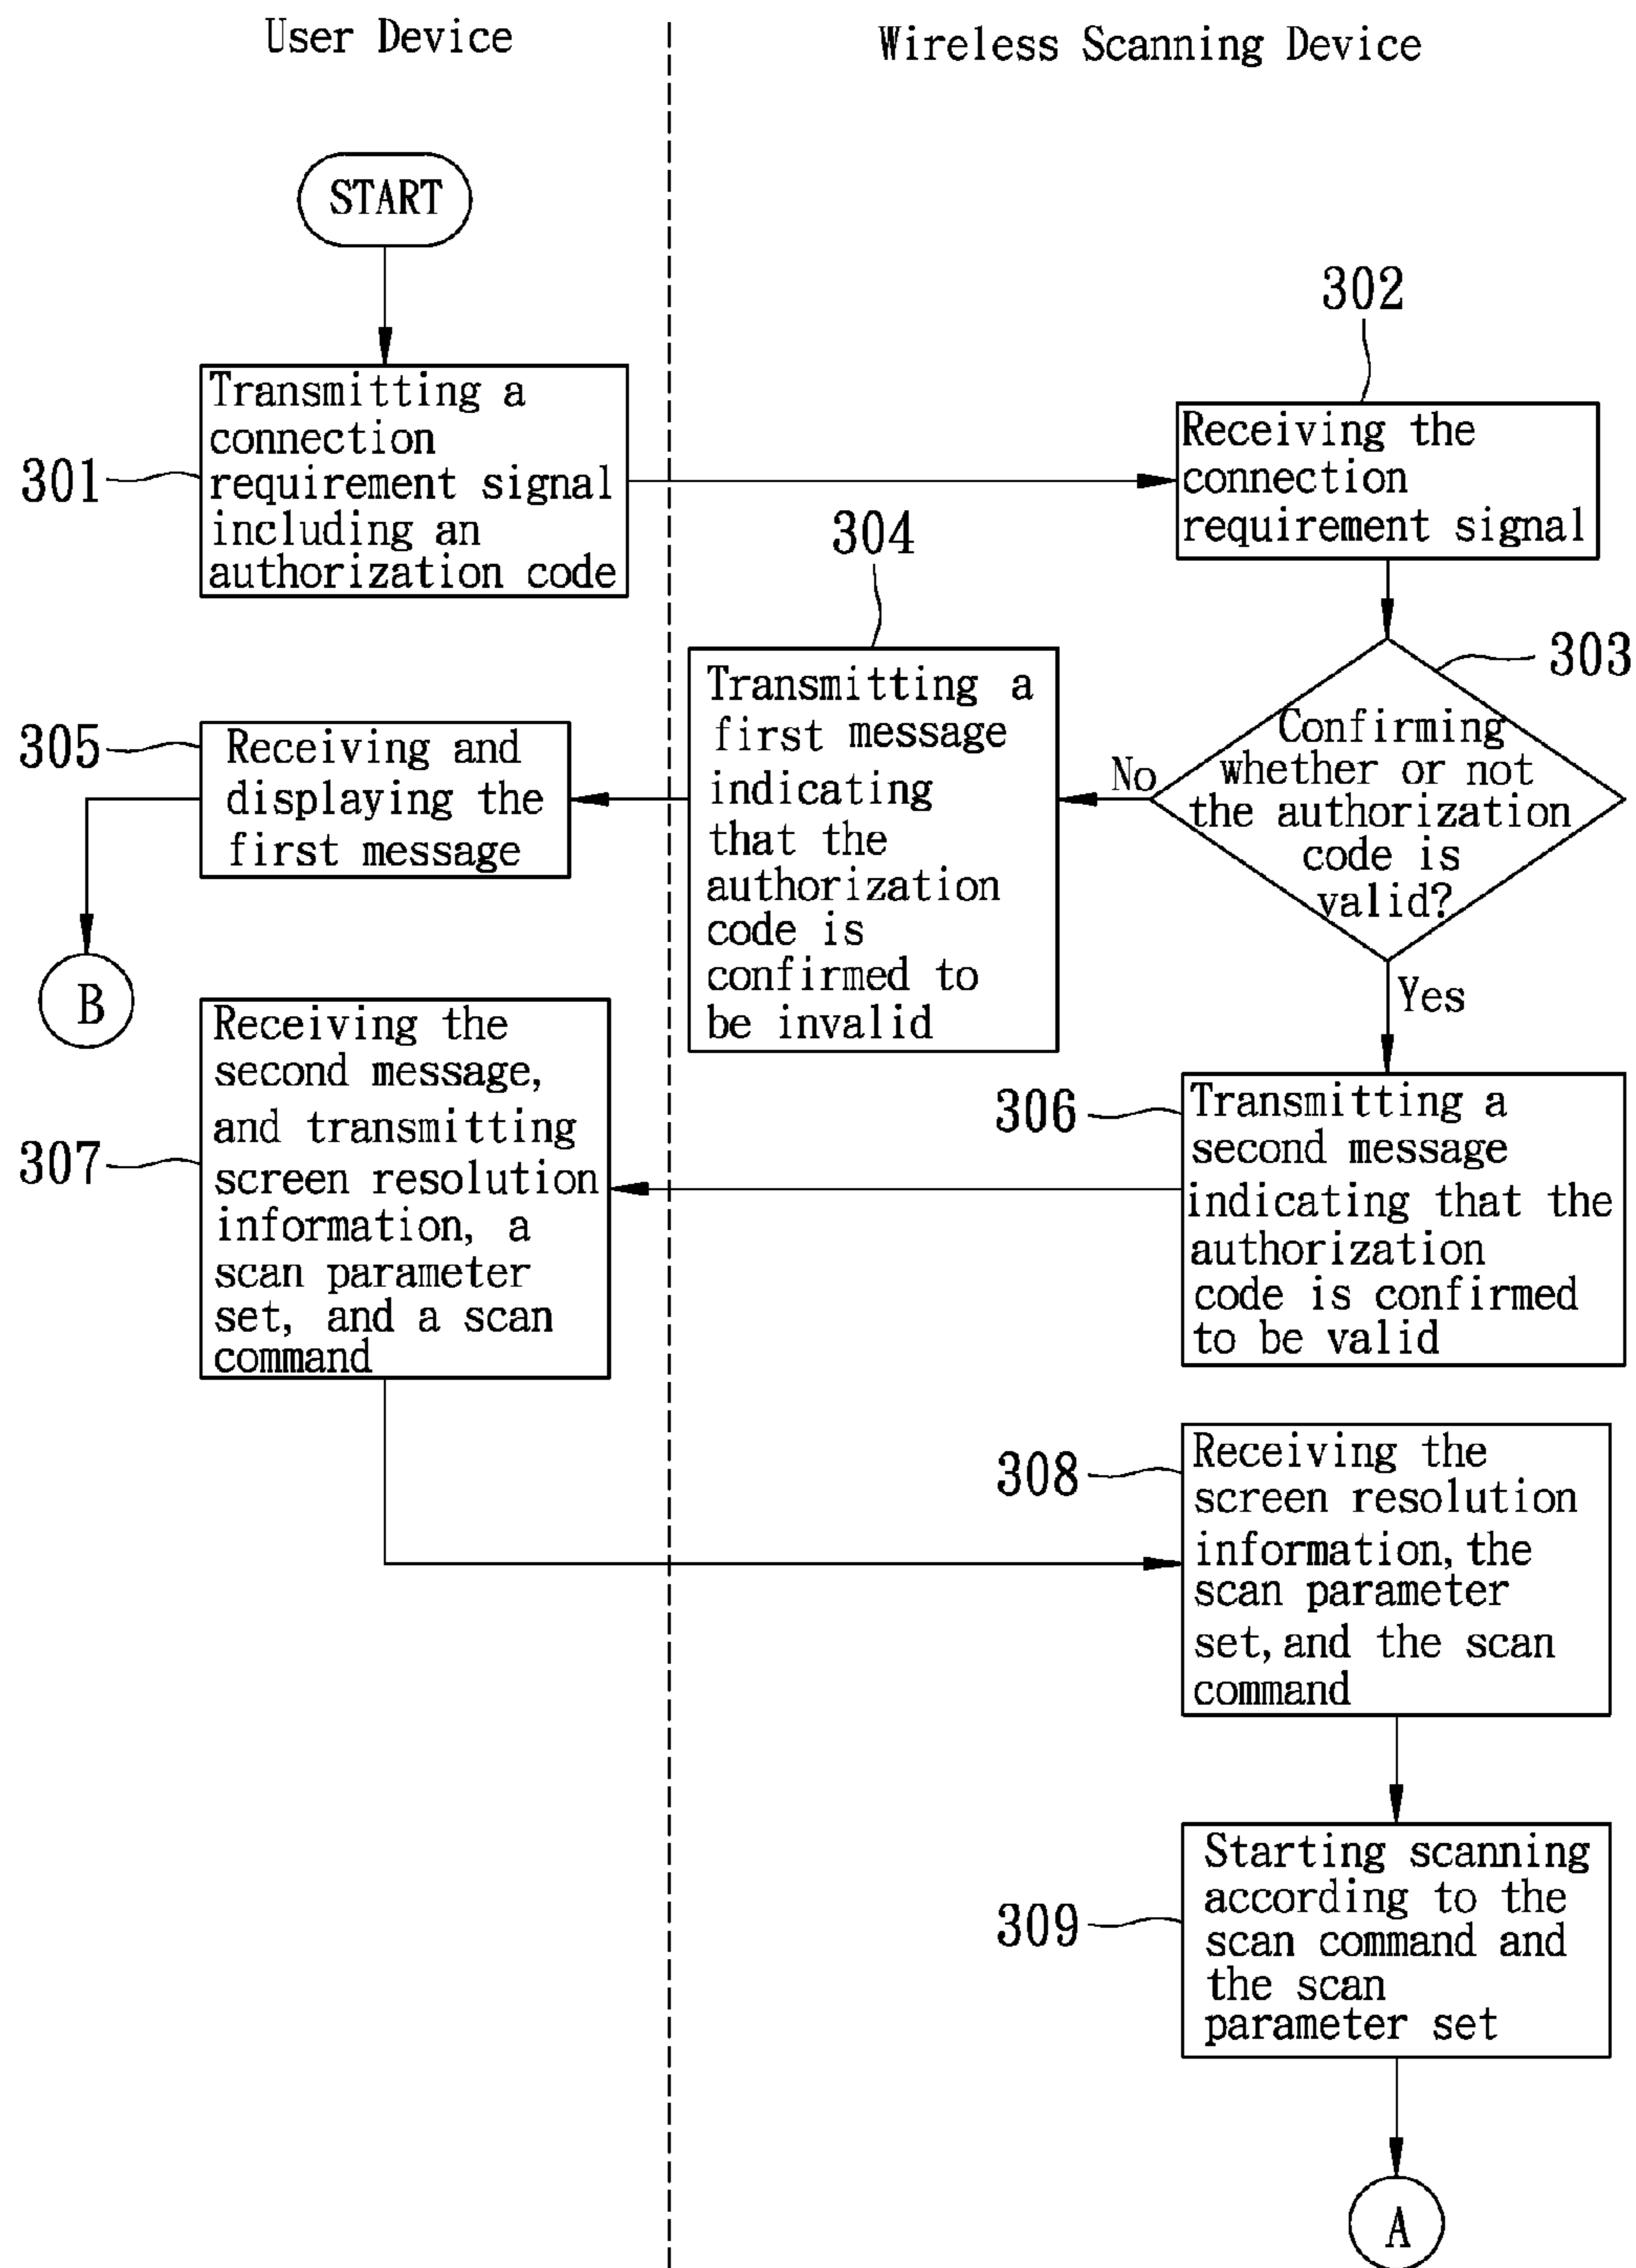 User Device
Wireless Scanning Device
START
301
Transmitting a
connection
requirement signal
including an
authorization code
302
Receiving the
connection
requirement signal
303
Confirming
whether or not
the authorization
code is
valid?
No
Yes
304
Transmitting a
first message
indicating
that the
authorization
code is
confirmed to
be invalid
305
Receiving and
displaying the
first message
B
306
Transmitting a
second message
indicating that the
authorization
code is confirmed
to be valid
307
Receiving the
second message,
and transmitting
screen resolution
information, a
scan parameter
set, and a scan
command
308
Receiving the
screen resolution
information, the
scan parameter
set, and the scan
command
309
Starting scanning
according to the
scan command and
the scan
parameter set
A